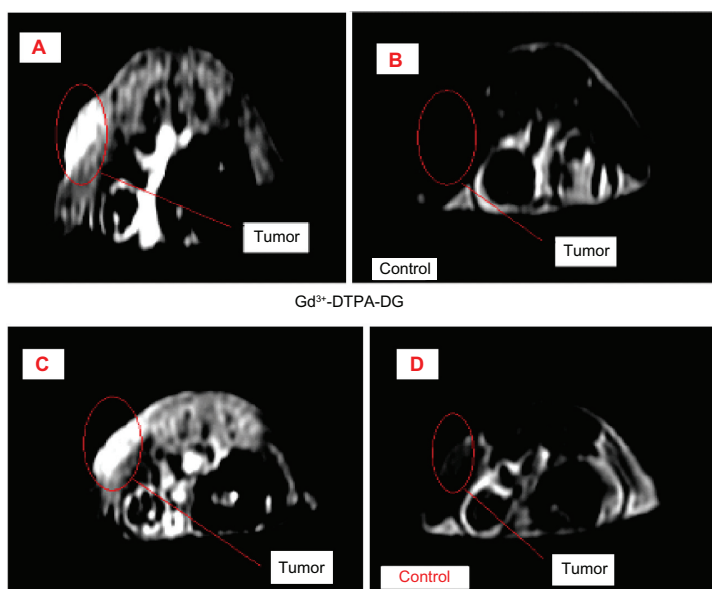 A
B
Tumor
Tumor
Control
Gd³⁺-DTPA-DG
C
D
Tumor
Tumor
Control